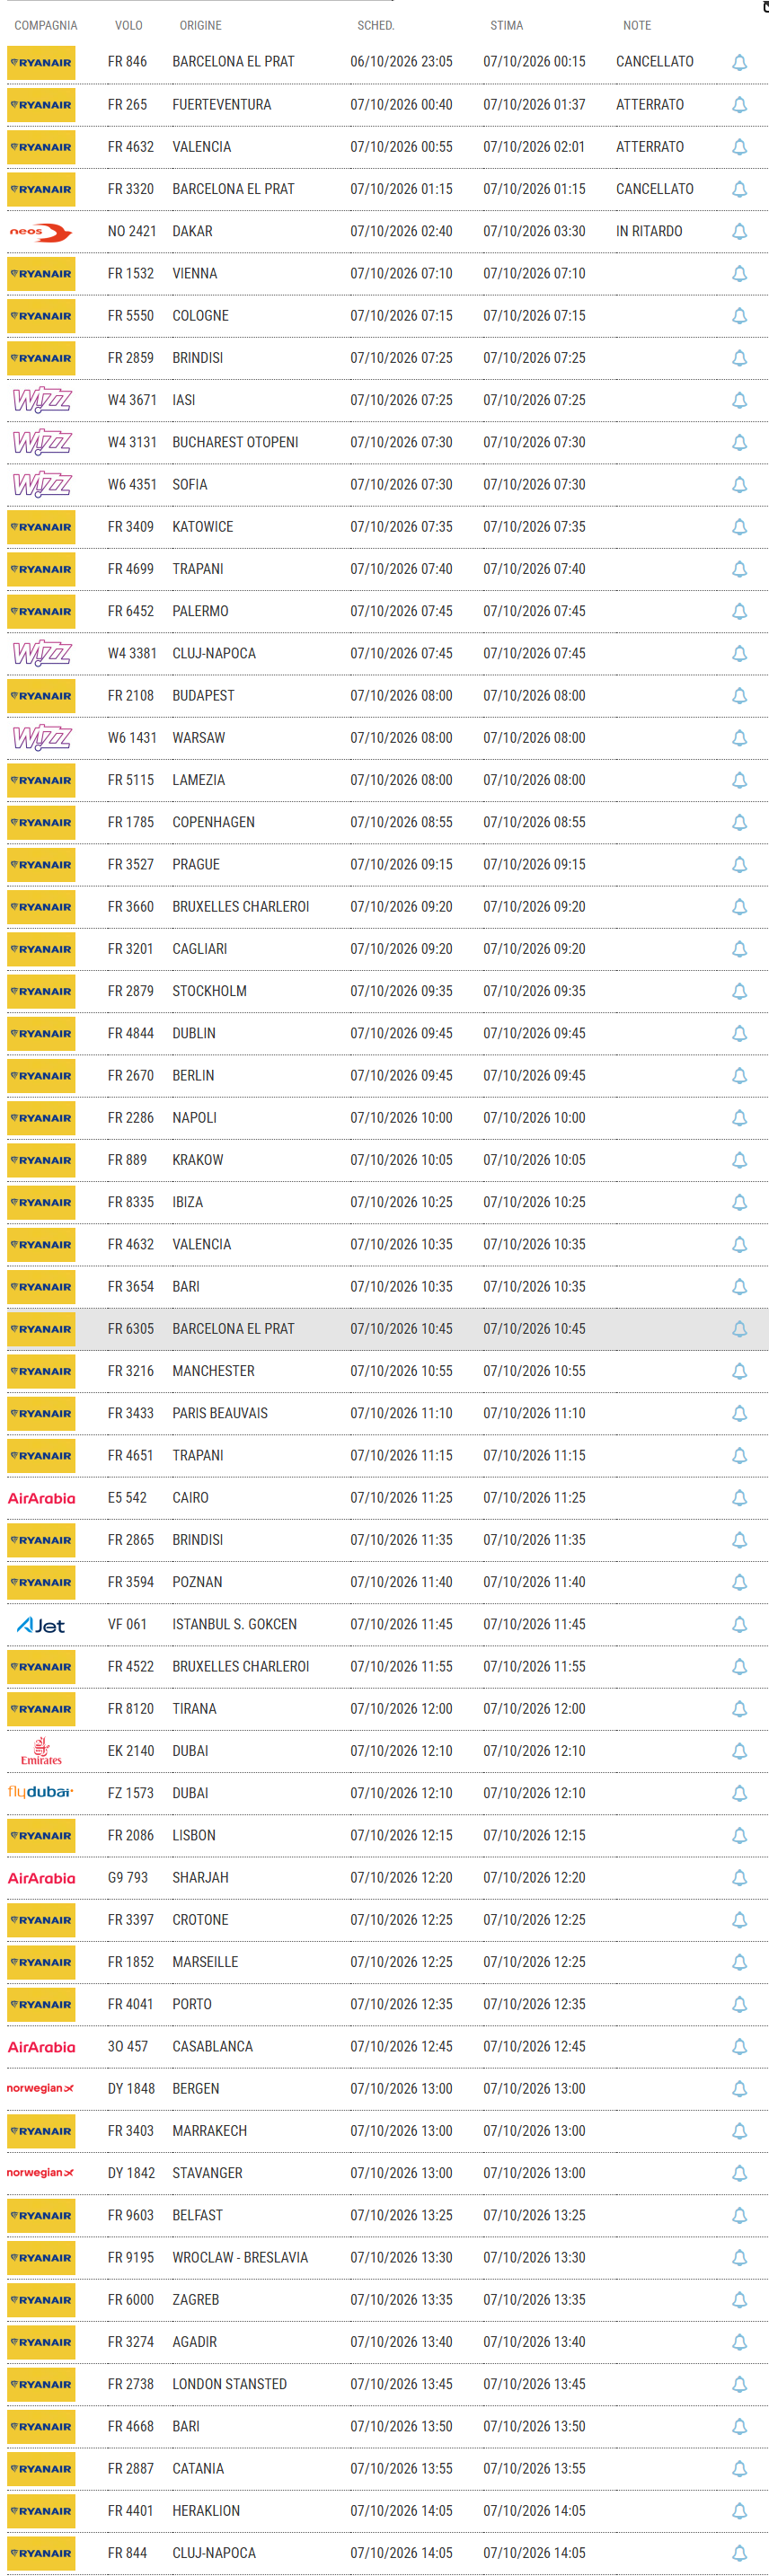 COMPAGNIA VOLO ORIGINE SCHED. STIMA NOTE
RYANAIR FR 846 BARCELONA EL PRAT 06/10/2026 23:05 07/10/2026 00:15 CANCELLATO
RYANAIR FR 265 FUERTEVENTURA 07/10/2026 00:40 07/10/2026 01:37 ATTERRATO
RYANAIR FR 4632 VALENCIA 07/10/2026 00:55 07/10/2026 02:01 ATTERRATO
RYANAIR FR 3320 BARCELONA EL PRAT 07/10/2026 01:15 07/10/2026 01:15 CANCELLATO
neos NO 2421 DAKAR 07/10/2026 02:40 07/10/2026 03:30 IN RITARDO
RYANAIR FR 1532 VIENNA 07/10/2026 07:10 07/10/2026 07:10
RYANAIR FR 5550 COLOGNE 07/10/2026 07:15 07/10/2026 07:15
RYANAIR FR 2859 BRINDISI 07/10/2026 07:25 07/10/2026 07:25
Wizz W4 3671 IASI 07/10/2026 07:25 07/10/2026 07:25
Wizz W4 3131 BUCHAREST OTOPENI 07/10/2026 07:30 07/10/2026 07:30
Wizz W6 4351 SOFIA 07/10/2026 07:30 07/10/2026 07:30
RYANAIR FR 3409 KATOWICE 07/10/2026 07:35 07/10/2026 07:35
RYANAIR FR 4699 TRAPANI 07/10/2026 07:40 07/10/2026 07:40
RYANAIR FR 6452 PALERMO 07/10/2026 07:45 07/10/2026 07:45
Wizz W4 3381 CLUJ-NAPOCA 07/10/2026 07:45 07/10/2026 07:45
RYANAIR FR 2108 BUDAPEST 07/10/2026 08:00 07/10/2026 08:00
Wizz W6 1431 WARSAW 07/10/2026 08:00 07/10/2026 08:00
RYANAIR FR 5115 LAMEZIA 07/10/2026 08:00 07/10/2026 08:00
RYANAIR FR 1785 COPENHAGEN 07/10/2026 08:55 07/10/2026 08:55
RYANAIR FR 3527 PRAGUE 07/10/2026 09:15 07/10/2026 09:15
RYANAIR FR 3660 BRUXELLES CHARLEROI 07/10/2026 09:20 07/10/2026 09:20
RYANAIR FR 3201 CAGLIARI 07/10/2026 09:20 07/10/2026 09:20
RYANAIR FR 2879 STOCKHOLM 07/10/2026 09:35 07/10/2026 09:35
RYANAIR FR 4844 DUBLIN 07/10/2026 09:45 07/10/2026 09:45
RYANAIR FR 2670 BERLIN 07/10/2026 09:45 07/10/2026 09:45
RYANAIR FR 2286 NAPOLI 07/10/2026 10:00 07/10/2026 10:00
RYANAIR FR 889 KRAKOW 07/10/2026 10:05 07/10/2026 10:05
RYANAIR FR 8335 IBIZA 07/10/2026 10:25 07/10/2026 10:25
RYANAIR FR 4632 VALENCIA 07/10/2026 10:35 07/10/2026 10:35
RYANAIR FR 3654 BARI 07/10/2026 10:35 07/10/2026 10:35
RYANAIR FR 6305 BARCELONA EL PRAT 07/10/2026 10:45 07/10/2026 10:45
RYANAIR FR 3216 MANCHESTER 07/10/2026 10:55 07/10/2026 10:55
RYANAIR FR 3433 PARIS BEAUVAIS 07/10/2026 11:10 07/10/2026 11:10
RYANAIR FR 4651 TRAPANI 07/10/2026 11:15 07/10/2026 11:15
AirArabia E5 542 CAIRO 07/10/2026 11:25 07/10/2026 11:25
RYANAIR FR 2865 BRINDISI 07/10/2026 11:35 07/10/2026 11:35
RYANAIR FR 3594 POZNAN 07/10/2026 11:40 07/10/2026 11:40
AJet VF 061 ISTANBUL S. GOKCEN 07/10/2026 11:45 07/10/2026 11:45
RYANAIR FR 4522 BRUXELLES CHARLEROI 07/10/2026 11:55 07/10/2026 11:55
RYANAIR FR 8120 TIRANA 07/10/2026 12:00 07/10/2026 12:00
Emirates EK 2140 DUBAI 07/10/2026 12:10 07/10/2026 12:10
flydubai FZ 1573 DUBAI 07/10/2026 12:10 07/10/2026 12:10
RYANAIR FR 2086 LISBON 07/10/2026 12:15 07/10/2026 12:15
AirArabia G9 793 SHARJAH 07/10/2026 12:20 07/10/2026 12:20
RYANAIR FR 3397 CROTONE 07/10/2026 12:25 07/10/2026 12:25
RYANAIR FR 1852 MARSEILLE 07/10/2026 12:25 07/10/2026 12:25
RYANAIR FR 4041 PORTO 07/10/2026 12:35 07/10/2026 12:35
AirArabia 3O 457 CASABLANCA 07/10/2026 12:45 07/10/2026 12:45
norwegian DY 1848 BERGEN 07/10/2026 13:00 07/10/2026 13:00
RYANAIR FR 3403 MARRAKECH 07/10/2026 13:00 07/10/2026 13:00
norwegian DY 1842 STAVANGER 07/10/2026 13:00 07/10/2026 13:00
RYANAIR FR 9603 BELFAST 07/10/2026 13:25 07/10/2026 13:25
RYANAIR FR 9195 WROCLAW - BRESLAVIA 07/10/2026 13:30 07/10/2026 13:30
RYANAIR FR 6000 ZAGREB 07/10/2026 13:35 07/10/2026 13:35
RYANAIR FR 3274 AGADIR 07/10/2026 13:40 07/10/2026 13:40
RYANAIR FR 2738 LONDON STANSTED 07/10/2026 13:45 07/10/2026 13:45
RYANAIR FR 4668 BARI 07/10/2026 13:50 07/10/2026 13:50
RYANAIR FR 2887 CATANIA 07/10/2026 13:55 07/10/2026 13:55
RYANAIR FR 4401 HERAKLION 07/10/2026 14:05 07/10/2026 14:05
RYANAIR FR 844 CLUJ-NAPOCA 07/10/2026 14:05 07/10/2026 14:05